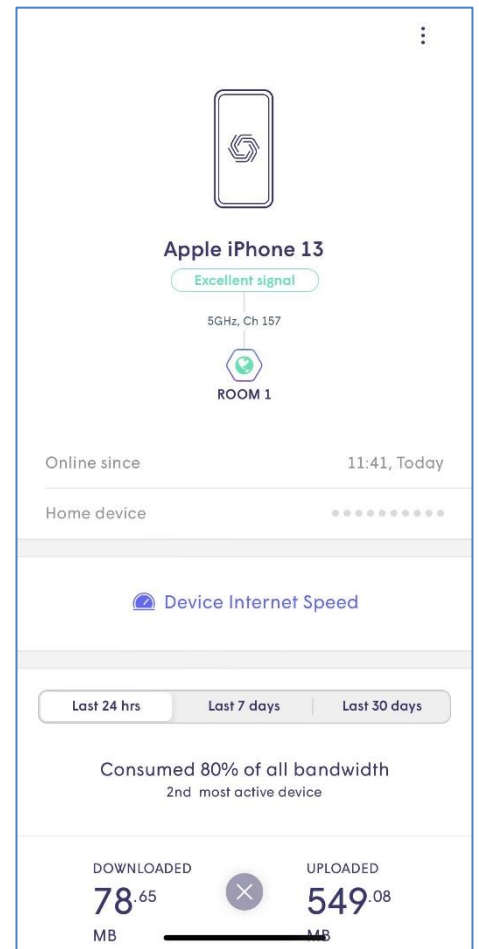 Apple iPhone 13
Excellent signal
5GHz, Ch 157
ROOM 1
Online since 11:41, Today
Home device
Device Internet Speed
Last 24 hrs Last 7 days Last 30 days
Consumed 80% of all bandwidth
2nd most active device
DOWNLOADED UPLOADED
78.65 549.08
MB MB